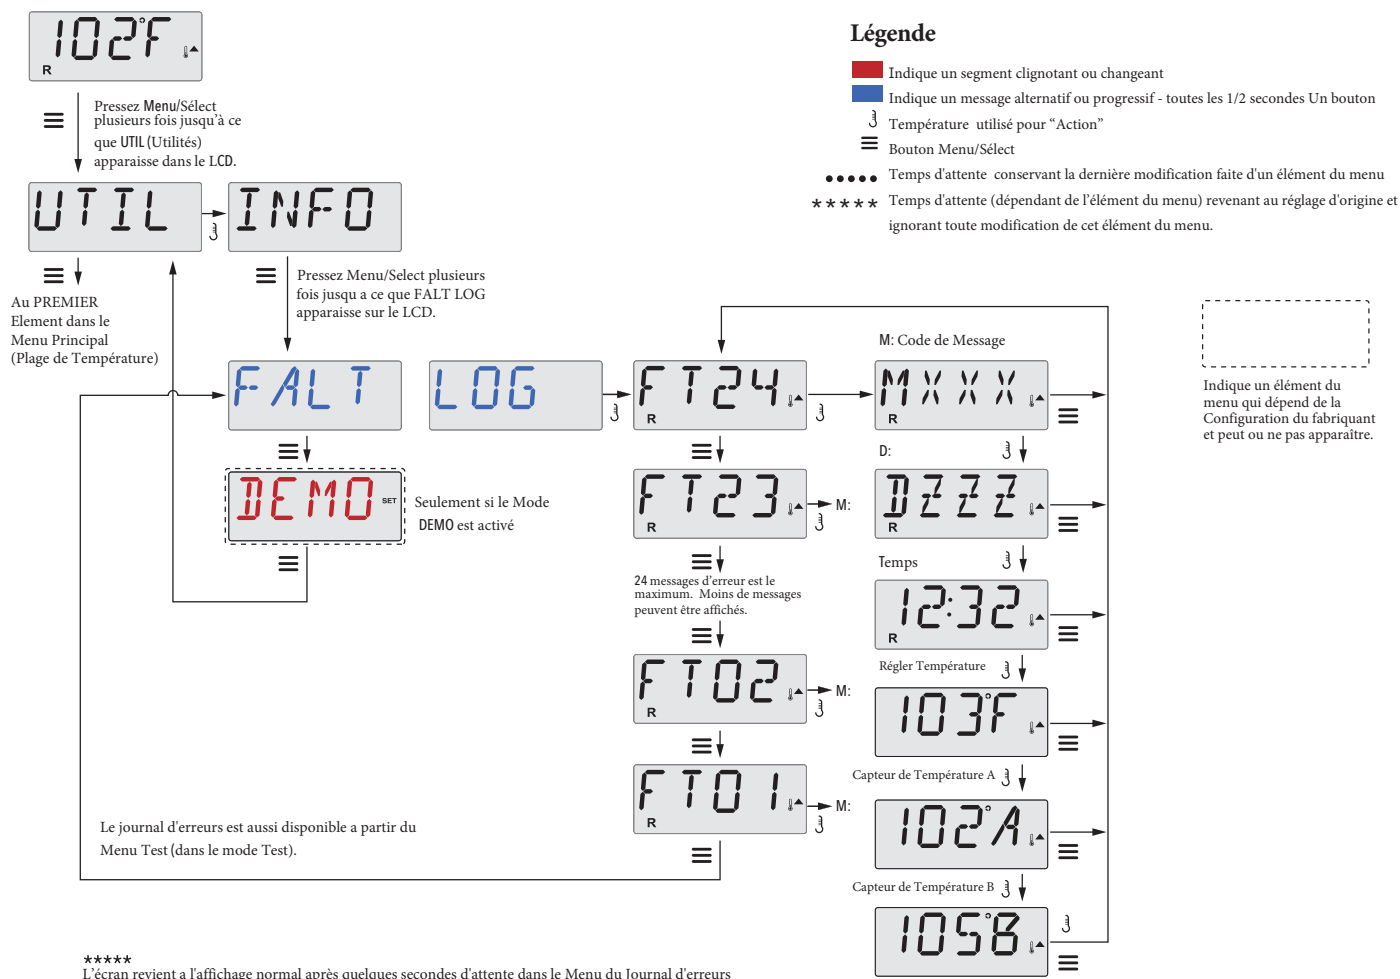 102°F
R
Pressez Menu/Sélect
plusieurs fois jusqu'à ce
que UTIL (Utilités)
apparaisse dans le LCD.
Légende
Indique un segment clignotant ou changeant
Indique un message alternatif ou progressif - toutes les 1/2 secondes Un bouton
Température utilisé pour “Action”
Bouton Menu/Sélect
Temps d'attente conservant la dernière modification faite d'un élément du menu
***** Temps d'attente (dépendant de l'élément du menu) revenant au réglage d'origine et
ignorant toute modification de cet élément du menu.
UTIL
INFO
Au PREMIER
Element dans le
Menu Principal
(Plage de Température)
Pressez Menu/Select plusieurs
fois jusqu a ce que FALT LOG
apparaisse sur le LCD.
FALT
LOG
FT24
R
M: Code de Message
MXXX
R
Indique un élément du
menu qui dépend de la
Configuration du fabriquant
et peut ou ne pas apparaître.
DEMO
SET
Seulement si le Mode
DEMO est activé
FT23
R
M:
D:
DZZZ
R
24 messages d'erreur est le
maximum. Moins de messages
peuvent être affichés.
Temps
12:32
R
FT02
R
M:
Régler Température
103°F
FT01
R
M:
Capteur de Température A
102°A
Capteur de Température B
105°B
Le journal d'erreurs est aussi disponible a partir du
Menu Test (dans le mode Test).
*****
L'écran revient a l'affichage normal après quelques secondes d'attente dans le Menu du Journal d'erreurs